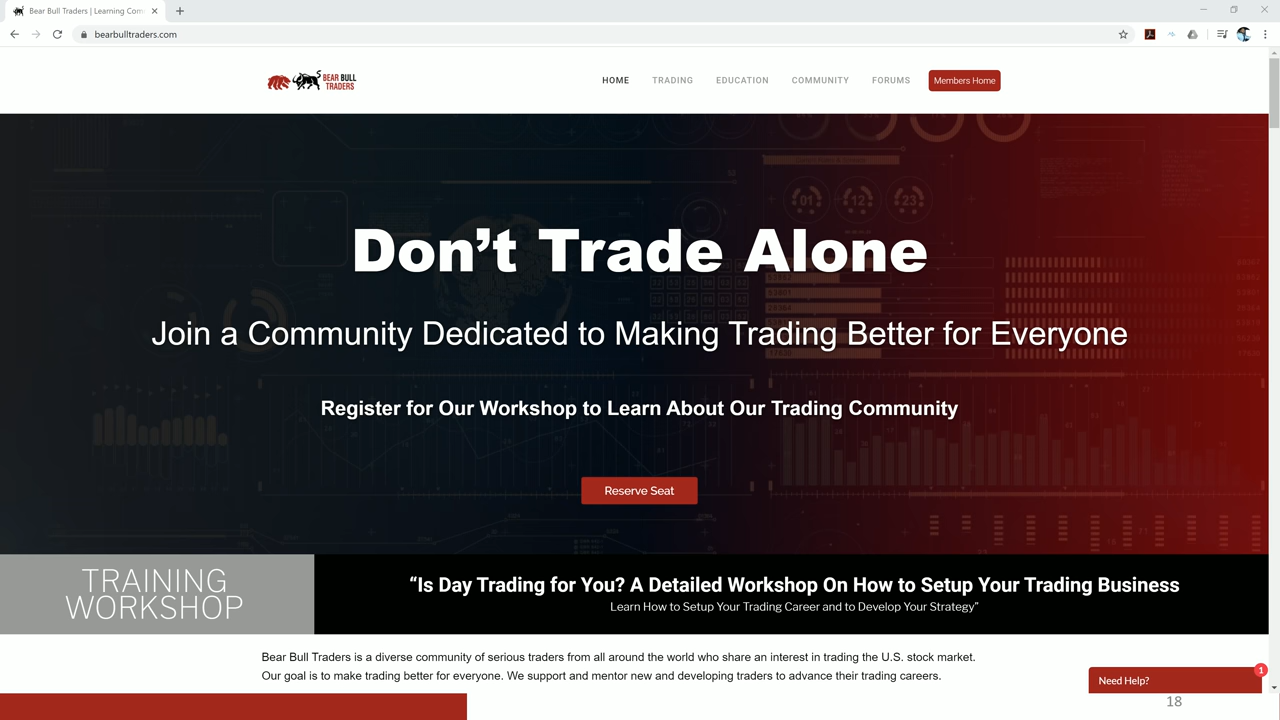 Bear Bull Traders | Learning Com
bearbulltraders.com
BEAR BULL
TRADERS
HOME
TRADING
EDUCATION
COMMUNITY
FORUMS
Members Home
01
12
23
Don’t Trade Alone
Join a Community Dedicated to Making Trading Better for Everyone
Register for Our Workshop to Learn About Our Trading Community
Reserve Seat
TRAINING
WORKSHOP
“Is Day Trading for You? A Detailed Workshop On How to Setup Your Trading Business
Learn How to Setup Your Trading Career and to Develop Your Strategy”
Bear Bull Traders is a diverse community of serious traders from all around the world who share an interest in trading the U.S. stock market.
Our goal is to make trading better for everyone. We support and mentor new and developing traders to advance their trading careers.
Need Help?
1
18